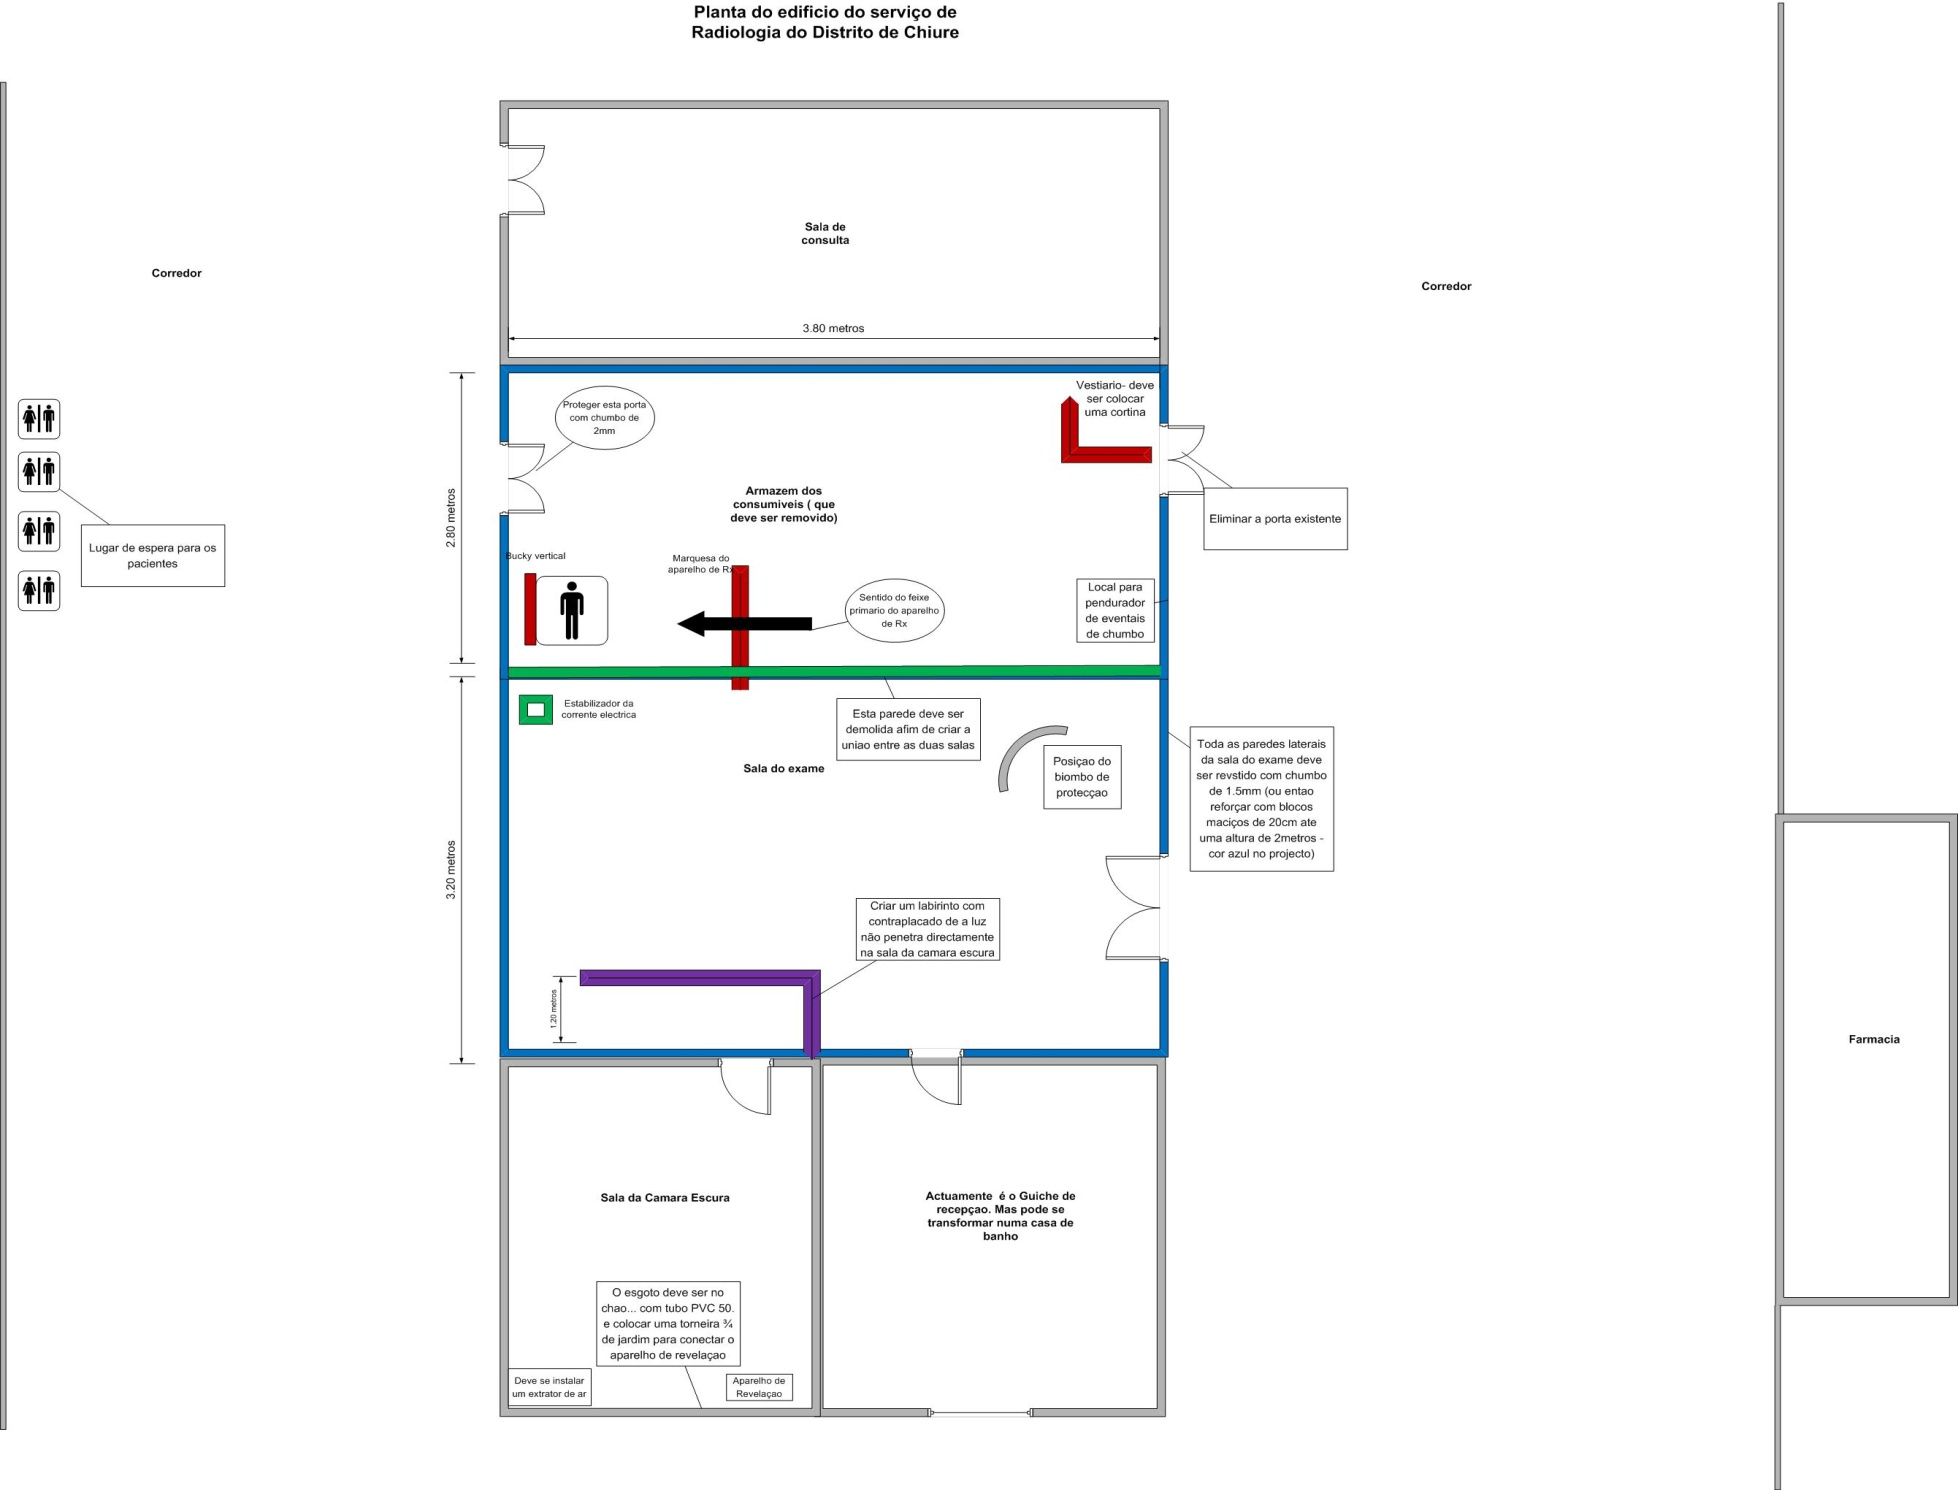 Planta do edificio do serviço de
Radiologia do Distrito de Chiure
Sala de
consulta
Corredor
Corredor
3.80 metros
Vestiario- deve
ser colocar
uma cortina
Proteger esta porta
com chumbo de
2mm
2.80 metros
Armazem dos
consumiveis ( que
deve ser removido)
Eliminar a porta existente
Lugar de espera para os
pacientes
Bucky vertical
Marquesa do
aparelho de Rx
Sentido do feixe
primario do aparelho
de Rx
Local para
pendurador
de eventais
de chumbo
Estabilizador da
corrente electrica
Esta parede deve ser
demolida afim de criar a
uniao entre as duas salas
Sala do exame
Posiçao do
biombo de
protecçao
Toda as paredes laterais
da sala do exame deve
ser revstido com chumbo
de 1.5mm (ou entao
reforçar com blocos
maciços de 20cm ate
uma altura de 2metros -
cor azul no projecto)
3.20 metros
Criar um labirinto com
contraplacado de a luz
não penetra directamente
na sala da camara escura
1.20 metros
Farmacia
Sala da Camara Escura
Actuamente  é o Guiche de
recepçao. Mas pode se
transformar numa casa de
banho
O esgoto deve ser no
chao... com tubo PVC 50.
e colocar uma torneira ¾
de jardim para conectar o
aparelho de revelaçao
Deve se instalar
um extrator de ar
Aparelho de
Revelaçao